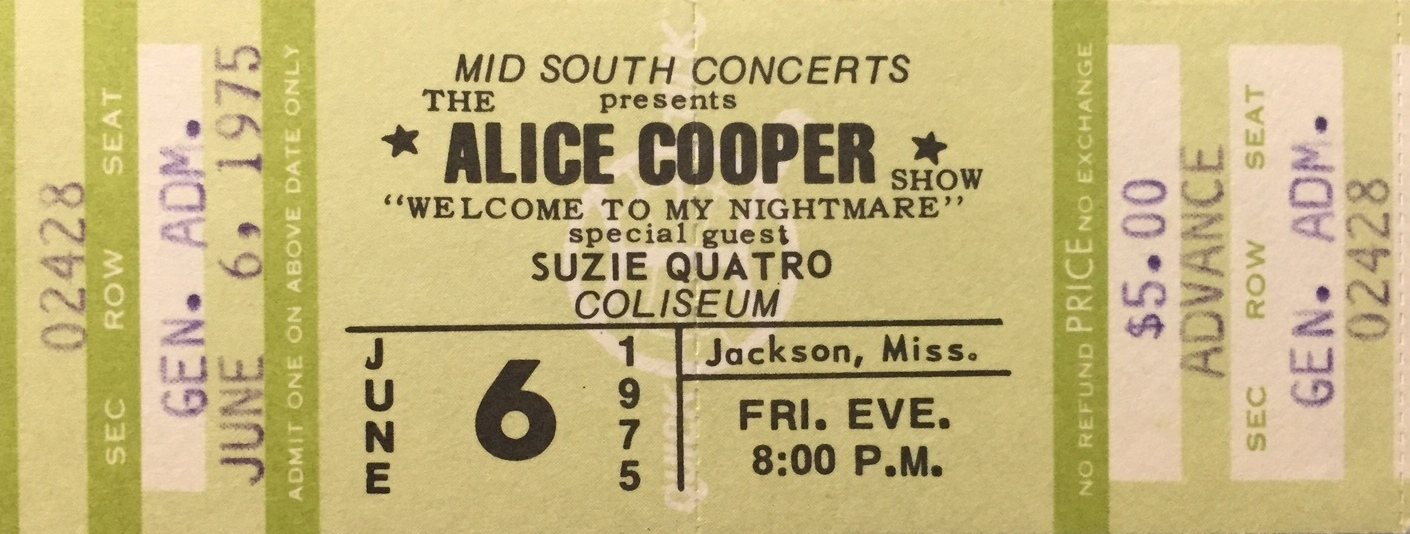 02428
SEC ROW SEAT
GEN. ADM.
JUNE 6, 1975
ADMIT ONE ON ABOVE DATE ONLY
MID SOUTH CONCERTS
THE presents
ALICE COOPER
SHOW
"WELCOME TO MY NIGHTMARE"
special guest
SUZIE QUATRO
COLISEUM
JUNE 6 1975
Jackson, Miss.
FRI. EVE.
8:00 P.M.
NO REFUND PRICE NO EXCHANGE
$5.00
ADVANCE
SEC ROW SEAT
GEN. ADM.
02428